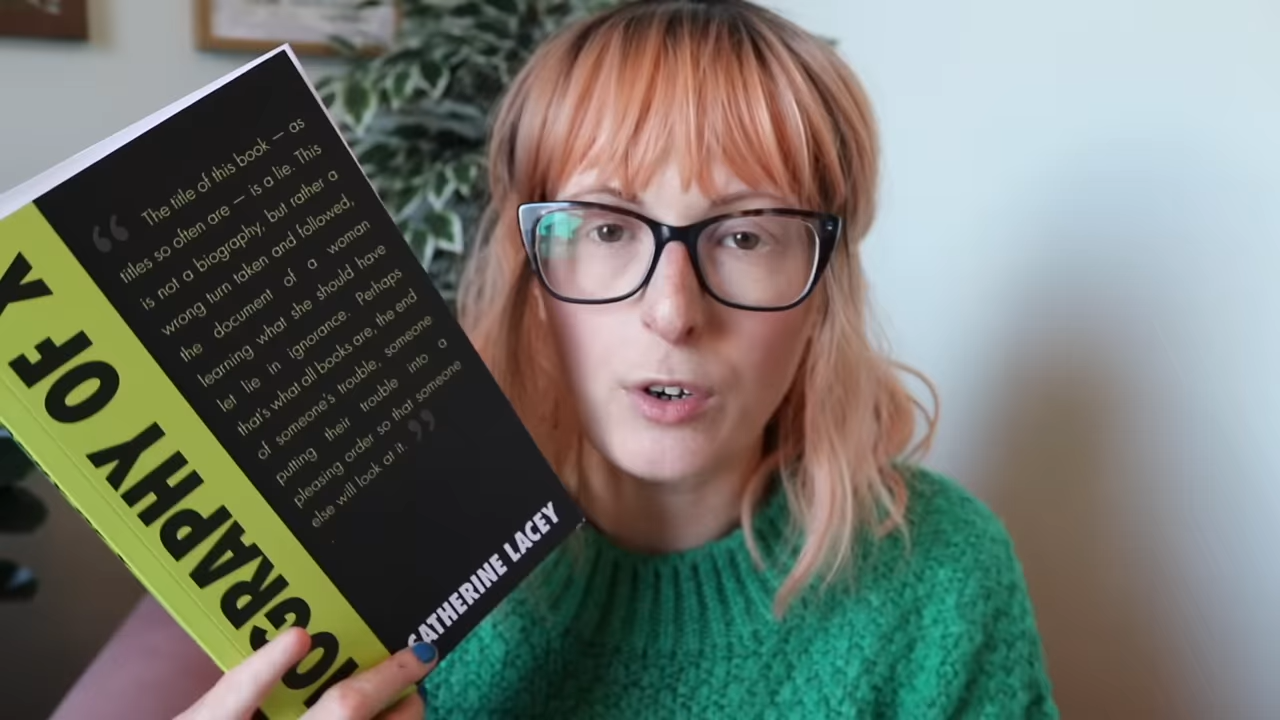 “ The title of this book — as
titles so often are — is a lie. This
is not a biography, but rather a
wrong turn taken and followed,
the document of a woman
learning what she should have
let lie in ignorance. Perhaps
that's what all books are, the end
of someone's trouble, someone
putting their trouble into a
pleasing order so that someone
else will look at it. ”
CATHERINE LACEY
IOGRAPHY OF X